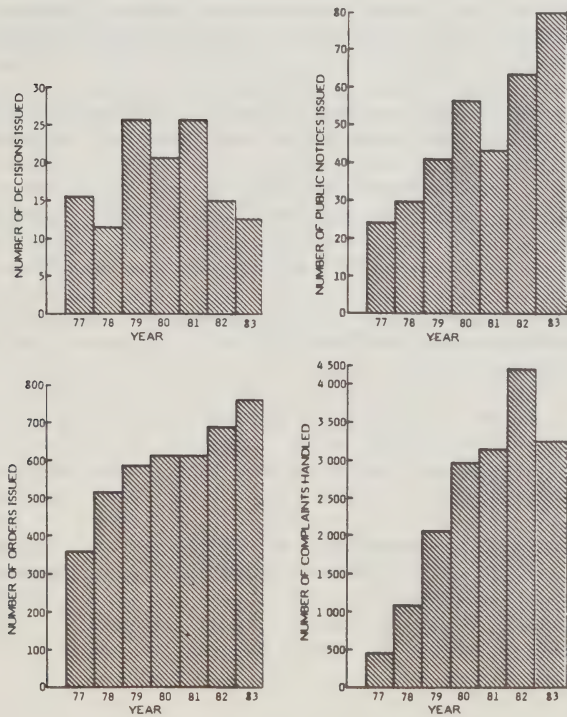 NUMBER OF DECISIONS ISSUED
30
25
20
15
10
5
0
77 78 79 80 81 82 83
YEAR
NUMBER OF PUBLIC NOTICES ISSUED
80
70
60
50
40
30
20
10
0
77 78 79 80 81 82 83
YEAR
NUMBER OF ORDERS ISSUED
800
700
600
500
400
300
200
100
0
77 78 79 80 81 82 83
YEAR
NUMBER OF COMPLAINTS HANDLED
4 500
4 000
3 500
3 000
2 500
2 000
1 500
1 000
500
0
77 78 79 80 81 82 83
YEAR